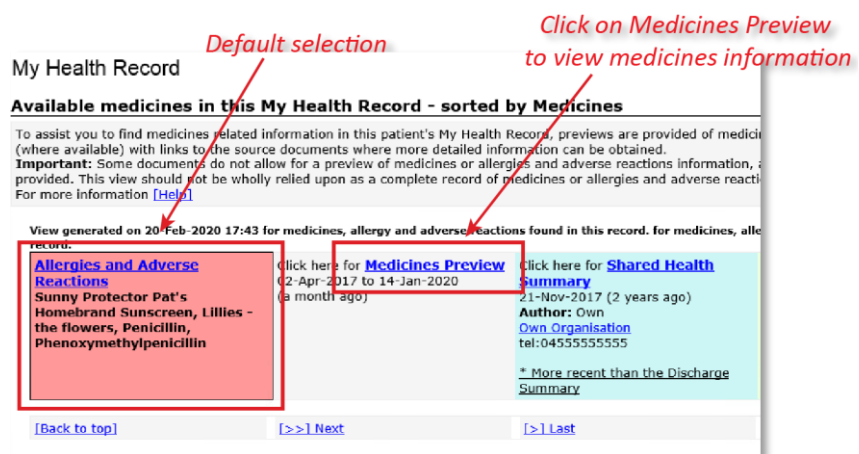 Click on Medicines Preview
Default selection
to view medicines information
My Health Record
Available medicines in this My Health Record - sorted by Medicines
To assist you to find medicines related information in this patient's My Health Record, previews are provided of medicin
(where available) with links to the source documents where more detailed information can be obtained.
Important: Some documents do not allow for a preview of medicines or allergies and adverse reactions information, a
provided. This view should not be wholly relied upon as a complete record of medicines or allergies and adverse reacti
For more information [Help]
View generated on 20-Feb-2020 17:43 for medicines, allergy and adverse reactions found in this record. for medicines, alle
record.
Allergies and Adverse
Reactions
Sunny Protector Pat's
Homebrand Sunscreen, Lillies -
the flowers, Penicillin,
Phenoxymethylpenicillin
Click here for Medicines Preview
02-Apr-2017 to 14-Jan-2020
(a month ago)
Click here for Shared Health
Summary
21-Nov-2017 (2 years ago)
Author: Own
Own Organisation
tel:04555555555
* More recent than the Discharge
Summary
[Back to top]
[>>] Next
[>] Last